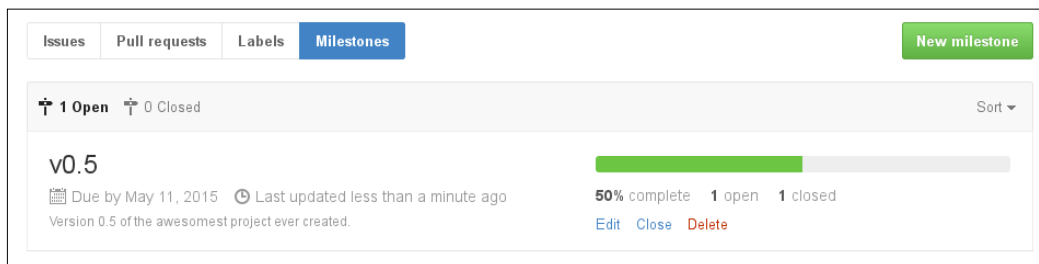 Issues Pull requests Labels Milestones New milestone
1 Open 0 Closed Sort
v0.5
Due by May 11, 2015 Last updated less than a minute ago
Version 0.5 of the awesomest project ever created.
50% complete 1 open 1 closed
Edit Close Delete